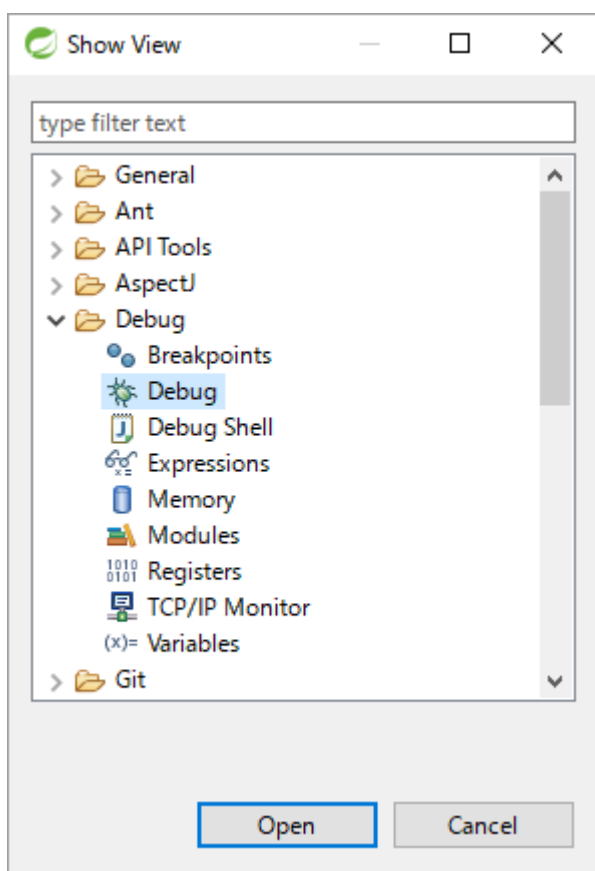 Show View
type filter text
General
Ant
API Tools
AspectJ
Debug
Breakpoints
Debug
Debug Shell
Expressions
Memory
Modules
1010
0101 Registers
TCP/IP Monitor
(x)= Variables
Git
Open Cancel